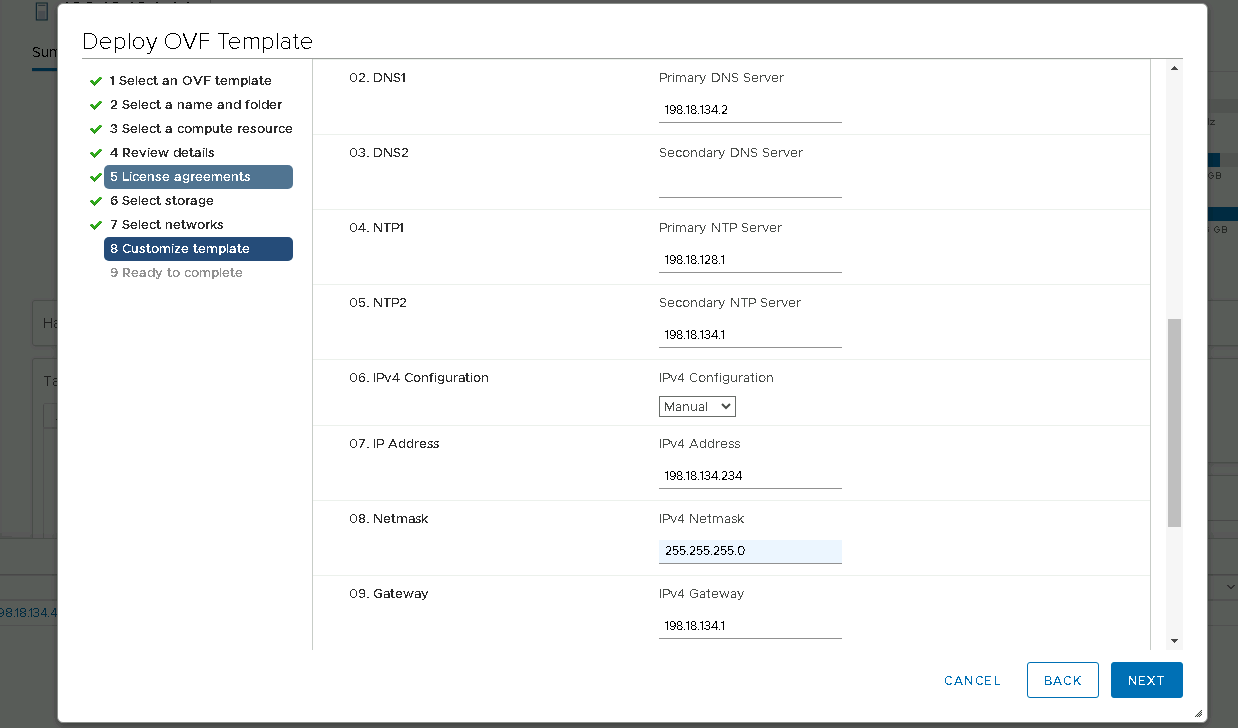 Deploy OVF Template
Sum
1 Select an OVF template
2 Select a name and folder
3 Select a compute resource
4 Review details
5 License agreements
6 Select storage
7 Select networks
8 Customize template
9 Ready to complete
02. DNS1
Primary DNS Server
198.18.134.2
03. DNS2
Secondary DNS Server
04. NTP1
Primary NTP Server
198.18.128.1
05. NTP2
Secondary NTP Server
198.18.134.1
06. IPv4 Configuration
IPv4 Configuration
Manual
07. IP Address
IPv4 Address
198.18.134.234
08. Netmask
IPv4 Netmask
255.255.255.0
09. Gateway
IPv4 Gateway
198.18.134.1
Ha
Ta
98.18.134.4
GB
GB
CANCEL
BACK
NEXT